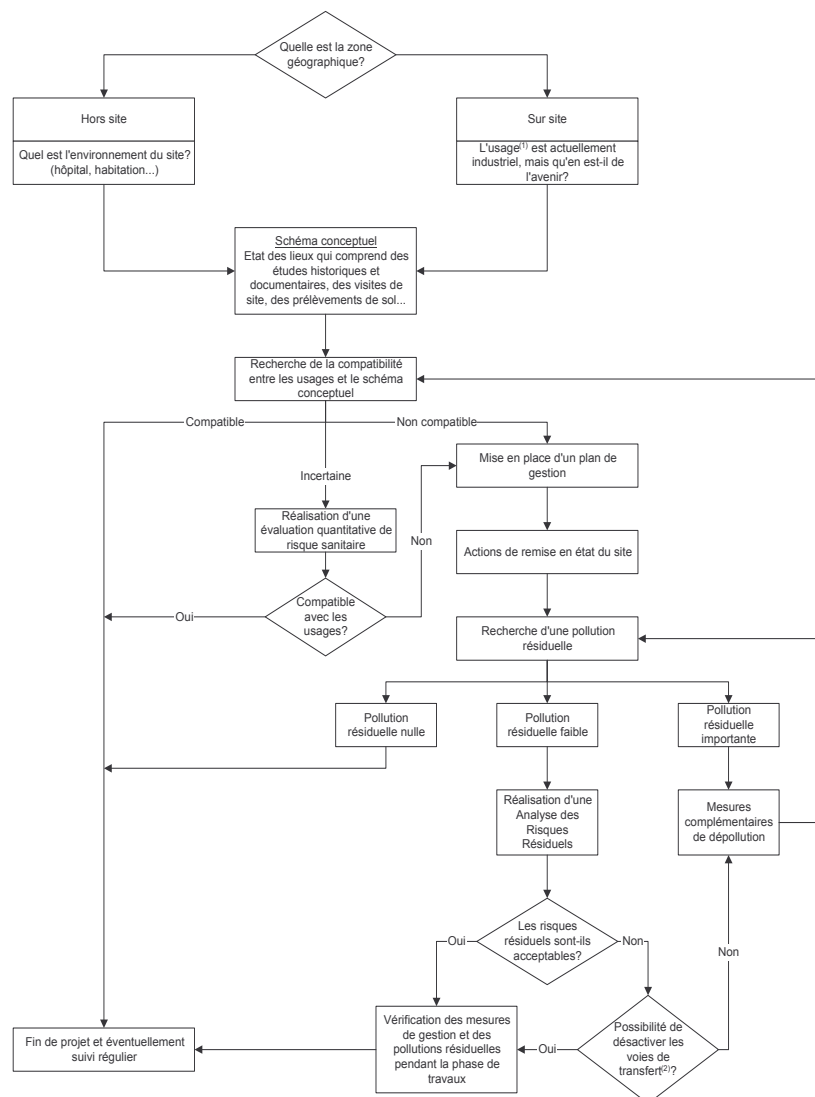 Quelle est la zone
géographique?
Hors site
Quel est l'environnement du site?
(hôpital, habitation...)
Sur site
L'usage(1) est actuellement
industriel, mais qu'en est-il de
l'avenir?
Schéma conceptuel
Etat des lieux qui comprend des
études historiques et
documentaires, des visites de
site, des prélèvements de sol...
Recherche de la compatibilité
entre les usages et le schéma
conceptuel
Compatible
Non compatible
Incertaine
Mise en place d'un plan de
gestion
Réalisation d'une
évaluation quantitative de
risque sanitaire
Non
Actions de remise en état du site
Compatible
avec les
usages?
Oui
Recherche d'une pollution
résiduelle
Pollution
résiduelle nulle
Pollution
résiduelle faible
Pollution
résiduelle
importante
Réalisation d'une
Analyse des
Risques
Résiduels
Mesures
complémentaires
de dépollution
Les risques
résiduels sont-ils
acceptables?
Oui
Non
Non
Possibilité de
désactiver les
voies de
transfert(2)?
Oui
Vérification des mesures
de gestion et des
pollutions résiduelles
pendant la phase de
travaux
Fin de projet et éventuellement
suivi régulier